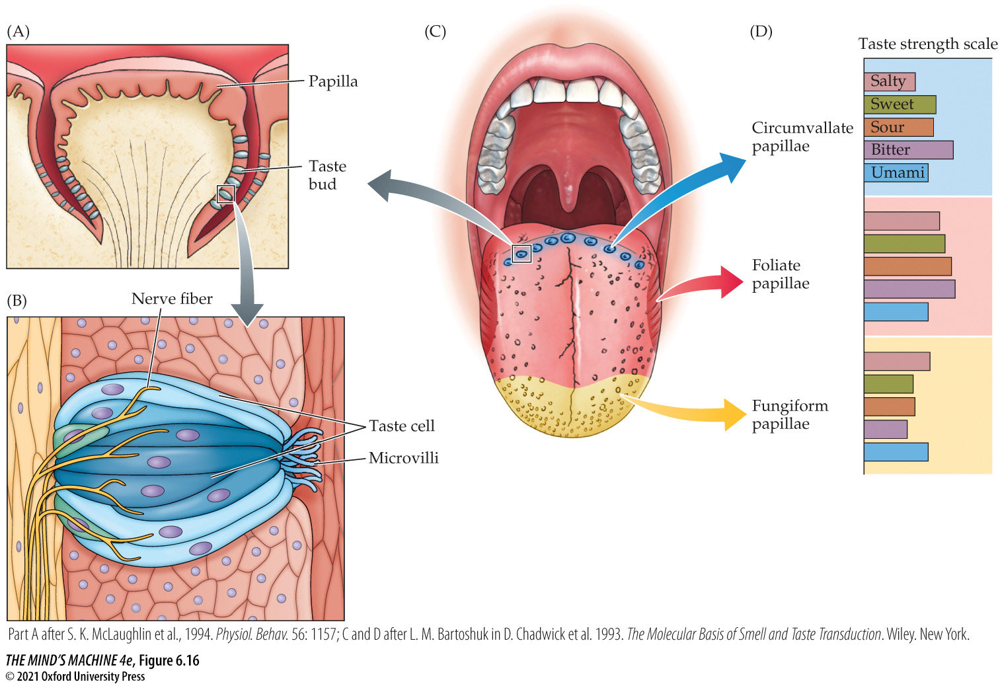 (A)
Papilla
Taste
bud
(B)
Nerve fiber
Taste cell
Microvilli
(C)
(D)
Taste strength scale
Circumvallate
papillae
Salty
Sweet
Sour
Bitter
Umami
Foliate
papillae
Fungiform
papillae
Part A after S. K. McLaughlin et al., 1994. Physiol. Behav. 56: 1157; C and D after L. M. Bartoshuk in D. Chadwick et al. 1993. The Molecular Basis of Smell and Taste Transduction. Wiley. New York.
THE MIND'S MACHINE 4e, Figure 6.16
© 2021 Oxford University Press